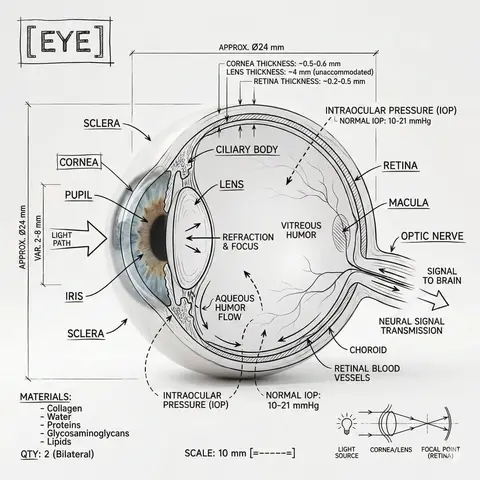 [EYE]
APPROX. Ø24 mm
CORNEA THICKNESS: ~0.5-0.6 mm
LENS THICKNESS: ~4 mm (unaccommodated)
RETINA THICKNESS: ~0.2-0.5 mm
INTRAOCULAR PRESSURE (IOP)
NORMAL IOP: 10-21 mmHg
SCLERA
CORNEA
CILIARY BODY
RETINA
PUPIL
LENS
MACULA
APPROX. Ø24 mm
VAR. 2-8 mm
LIGHT
PATH
REFRACTION
& FOCUS
VITREOUS
HUMOR
OPTIC NERVE
SIGNAL
TO BRAIN
IRIS
AQUEOUS
HUMOR
FLOW
NEURAL SIGNAL
TRANSMISSION
SCLERA
CHOROID
RETINAL BLOOD
VESSELS
INTRAOCULAR
PRESSURE (IOP)
NORMAL IOP:
10-21 mmHg
MATERIALS:
- Collagen
- Water
- Proteins
- Glycosaminoglycans
- Lipids
QTY: 2 (Bilateral)
SCALE: 10 mm [=-----=]
LIGHT
SOURCE
CORNEA/LENS
FOCAL POINT
(RETINA)